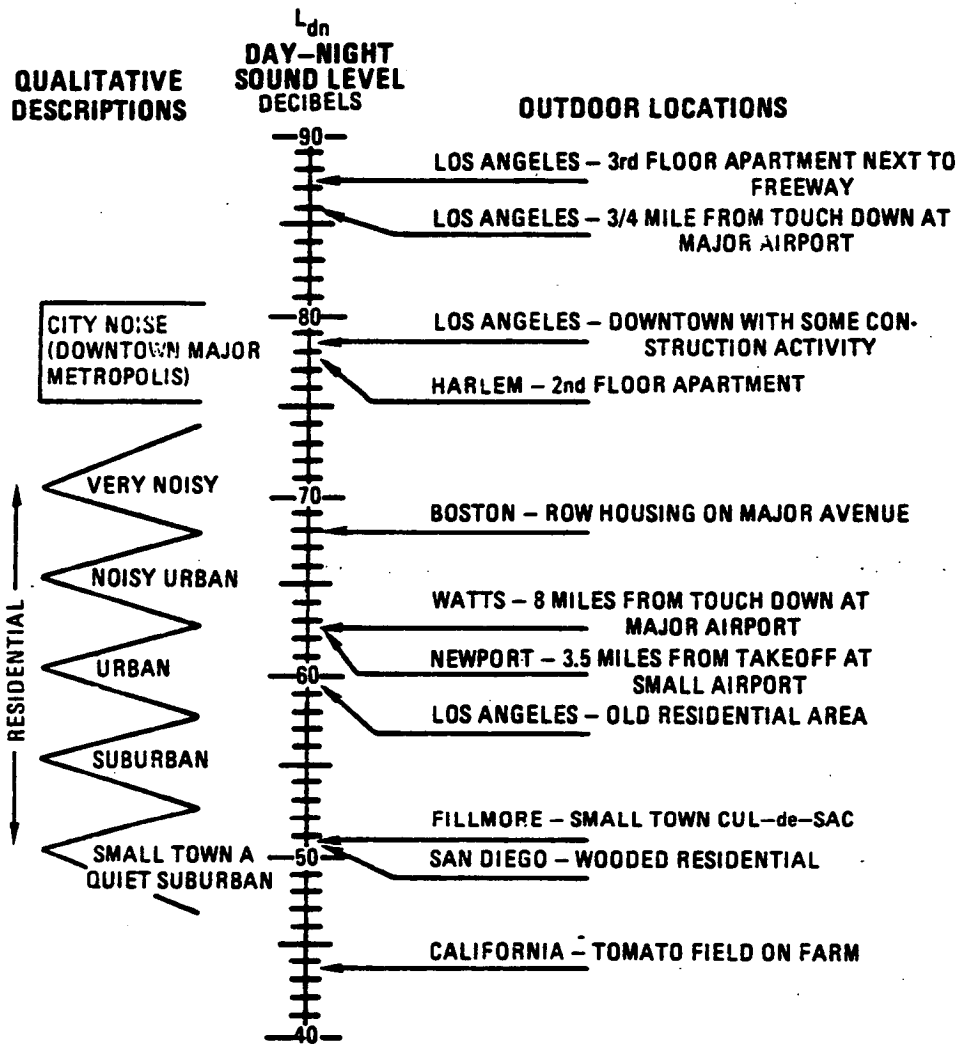 L_dn
DAY–NIGHT
SOUND LEVEL
DECIBELS
QUALITATIVE
DESCRIPTIONS
OUTDOOR LOCATIONS
90
LOS ANGELES – 3rd FLOOR APARTMENT NEXT TO
FREEWAY
LOS ANGELES – 3/4 MILE FROM TOUCH DOWN AT
MAJOR AIRPORT
80
CITY NOISE
(DOWNTOWN MAJOR
METROPOLIS)
LOS ANGELES – DOWNTOWN WITH SOME CON-
STRUCTION ACTIVITY
HARLEM – 2nd FLOOR APARTMENT
VERY NOISY
70
BOSTON – ROW HOUSING ON MAJOR AVENUE
NOISY URBAN
WATTS – 8 MILES FROM TOUCH DOWN AT
MAJOR AIRPORT
RESIDENTIAL
URBAN
60
NEWPORT – 3.5 MILES FROM TAKEOFF AT
SMALL AIRPORT
LOS ANGELES – OLD RESIDENTIAL AREA
SUBURBAN
FILLMORE – SMALL TOWN CUL–de–SAC
SMALL TOWN A
QUIET SUBURBAN
50
SAN DIEGO – WOODED RESIDENTIAL
CALIFORNIA – TOMATO FIELD ON FARM
40